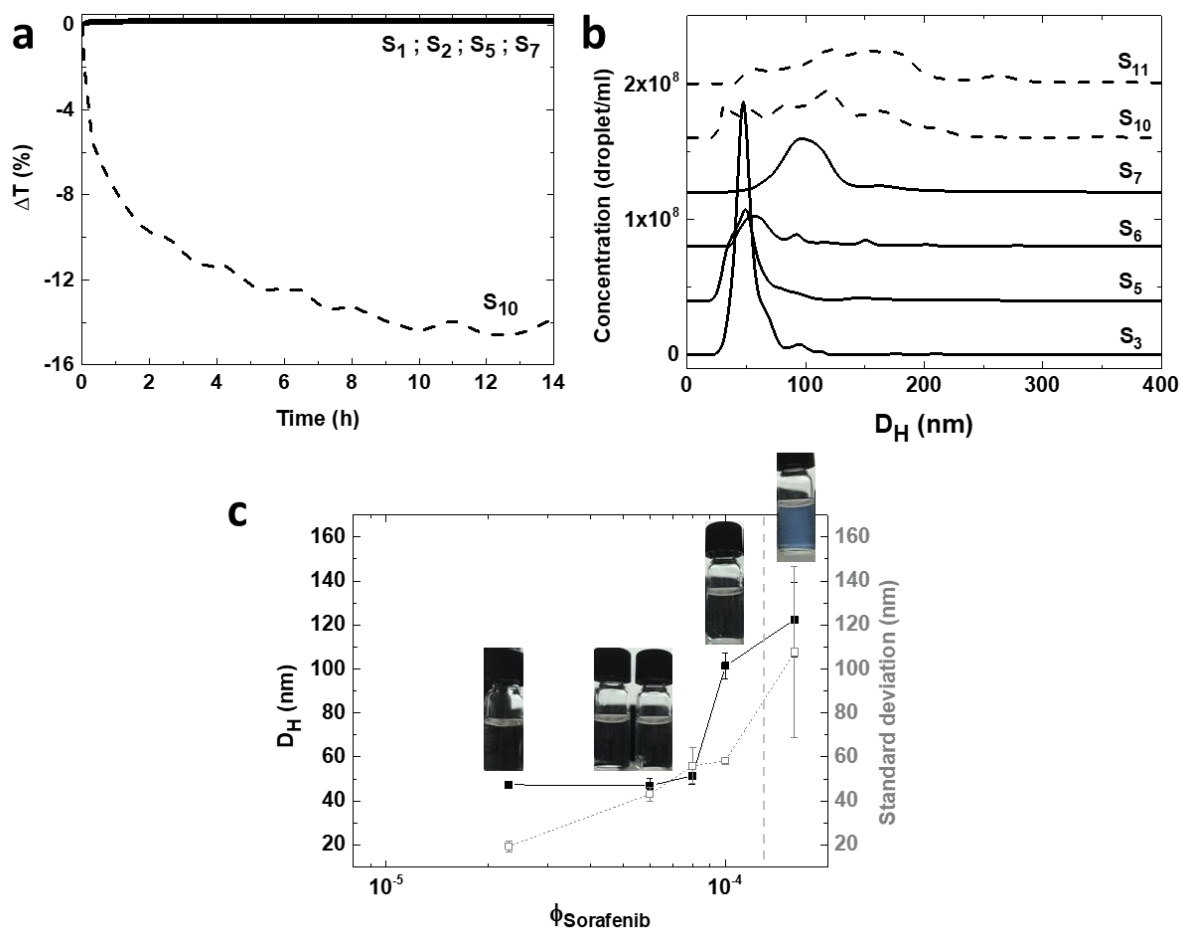 a
0
-4
-8
-12
-16
0 2 4 6 8 10 12 14
ΔT (%)
Time (h)
S1 ; S2 ; S5 ; S7
S10
b
2x10^8
1x10^8
0
0 100 200 300 400
Concentration (droplet/ml)
DH (nm)
S11
S10
S7
S6
S5
S3
c
160
140
120
100
80
60
40
20
DH (nm)
10^-5 10^-4
ϕSorafenib
160
140
120
100
80
60
40
20
Standard deviation (nm)